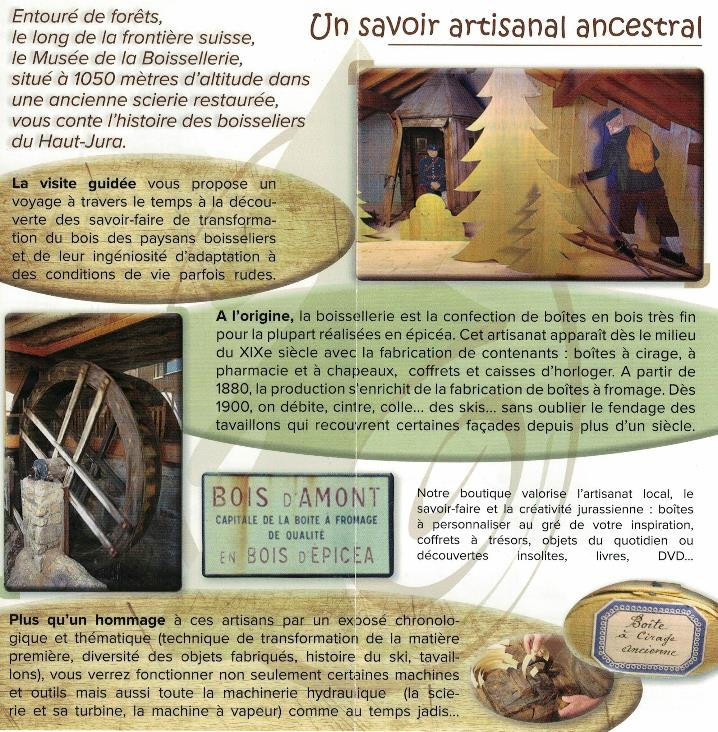 Entouré de forêts,
le long de la frontière suisse,
le Musée de la Boissellerie,
situé à 1050 mètres d'altitude dans
une ancienne scierie restaurée,
vous conte l'histoire des boisseliers
du Haut-Jura.
Un savoir artisanal ancestral
La visite guidée vous propose un
voyage à travers le temps à la décou-
verte des savoir-faire de transforma-
tion du bois des paysans boisseliers
et de leur ingéniosité d'adaptation à
des conditions de vie parfois rudes.
A l'origine, la boissellerie est la confection de boîtes en bois très fin
pour la plupart réalisées en épicéa. Cet artisanat apparaît dès le milieu
du XIXe siècle avec la fabrication de contenants : boîtes à cirage, à
pharmacie et à chapeaux, coffrets et caisses d'horloger. A partir de
1880, la production s'enrichit de la fabrication de boîtes à fromage. Dès
1900, on débite, cintre, colle... des skis... sans oublier le fendage des
tavaillons qui recouvrent certaines façades depuis plus d'un siècle.
BOIS D'AMONT
CAPITALE DE LA BOITE À FROMAGE
DE QUALITÉ
EN BOIS D'ÉPICEA
Notre boutique valorise l'artisanat local, le
savoir-faire et la créativité jurassienne : boîtes
à personnaliser au gré de votre inspiration,
coffrets à trésors, objets du quotidien ou
découvertes insolites, livres, DVD...
Plus qu'un hommage à ces artisans par un exposé chronolo-
gique et thématique (technique de transformation de la matière
première, diversité des objets fabriqués, histoire du ski, tavail-
lons), vous verrez fonctionner non seulement certaines machines
et outils mais aussi toute la machinerie hydraulique (la scie-
rie et sa turbine, la machine à vapeur) comme au temps jadis...
Boîte
à Cirage
ancienne